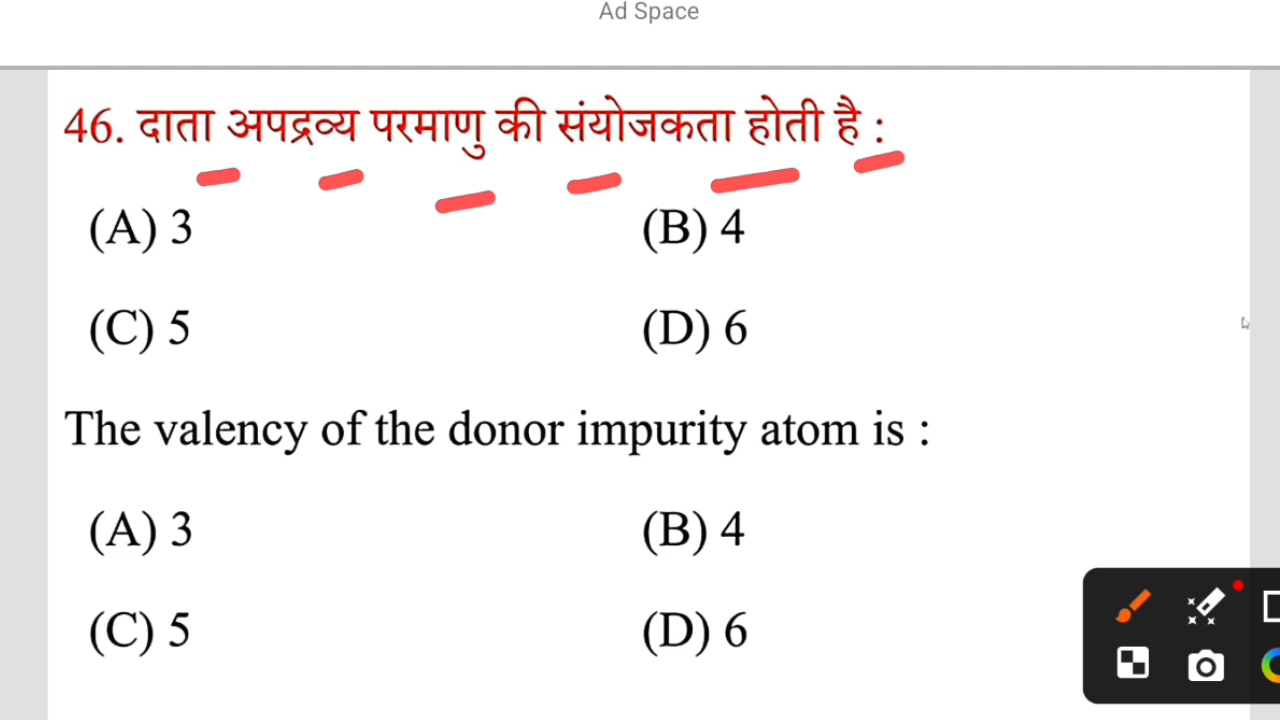 Ad Space
46. दाता अपद्रव्य परमाणु की संयोजकता होती है :
(A) 3 (B) 4
(C) 5 (D) 6
The valency of the donor impurity atom is :
(A) 3 (B) 4
(C) 5 (D) 6